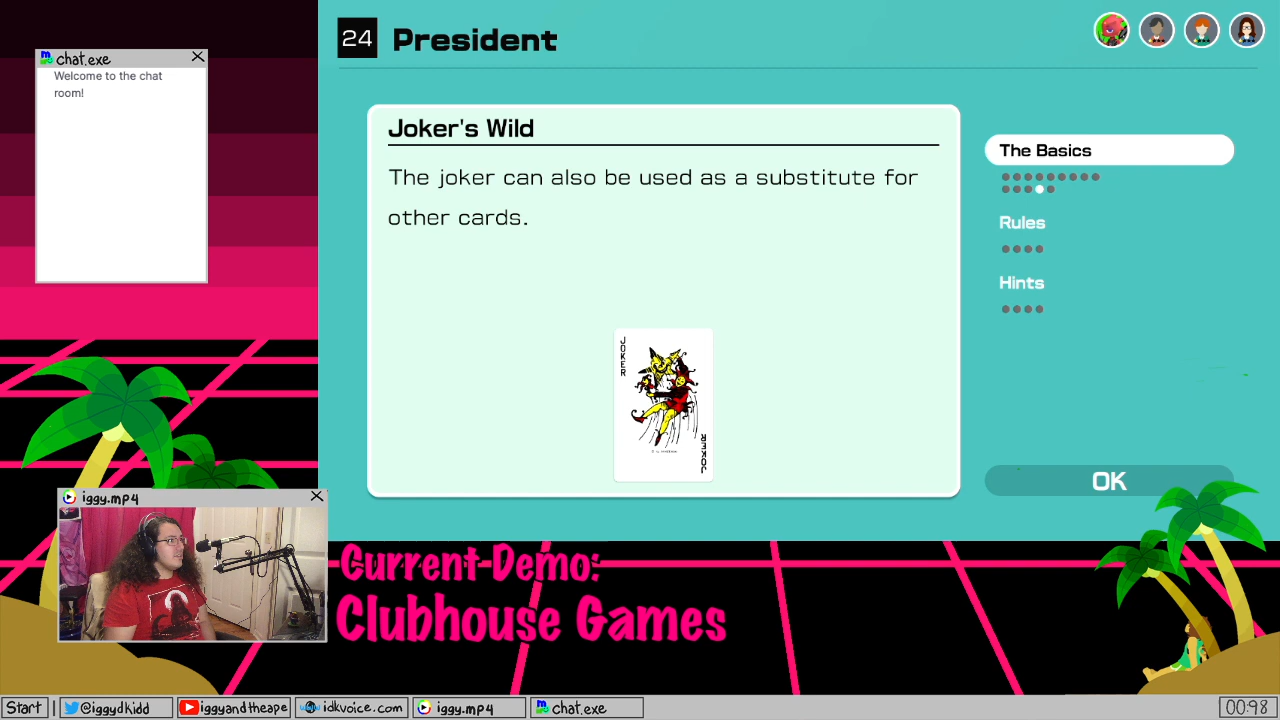 chat.exe
Welcome to the chat
room!
24 President
Joker's Wild
The joker can also be used as a substitute for
other cards.
JOKER
JOKER
The Basics
Rules
Hints
OK
iggy.mp4
Current Demo:
Clubhouse Games
Start | @iggydkidd iggyandtheape idkvoice.com iggy.mp4 chat.exe 00:98